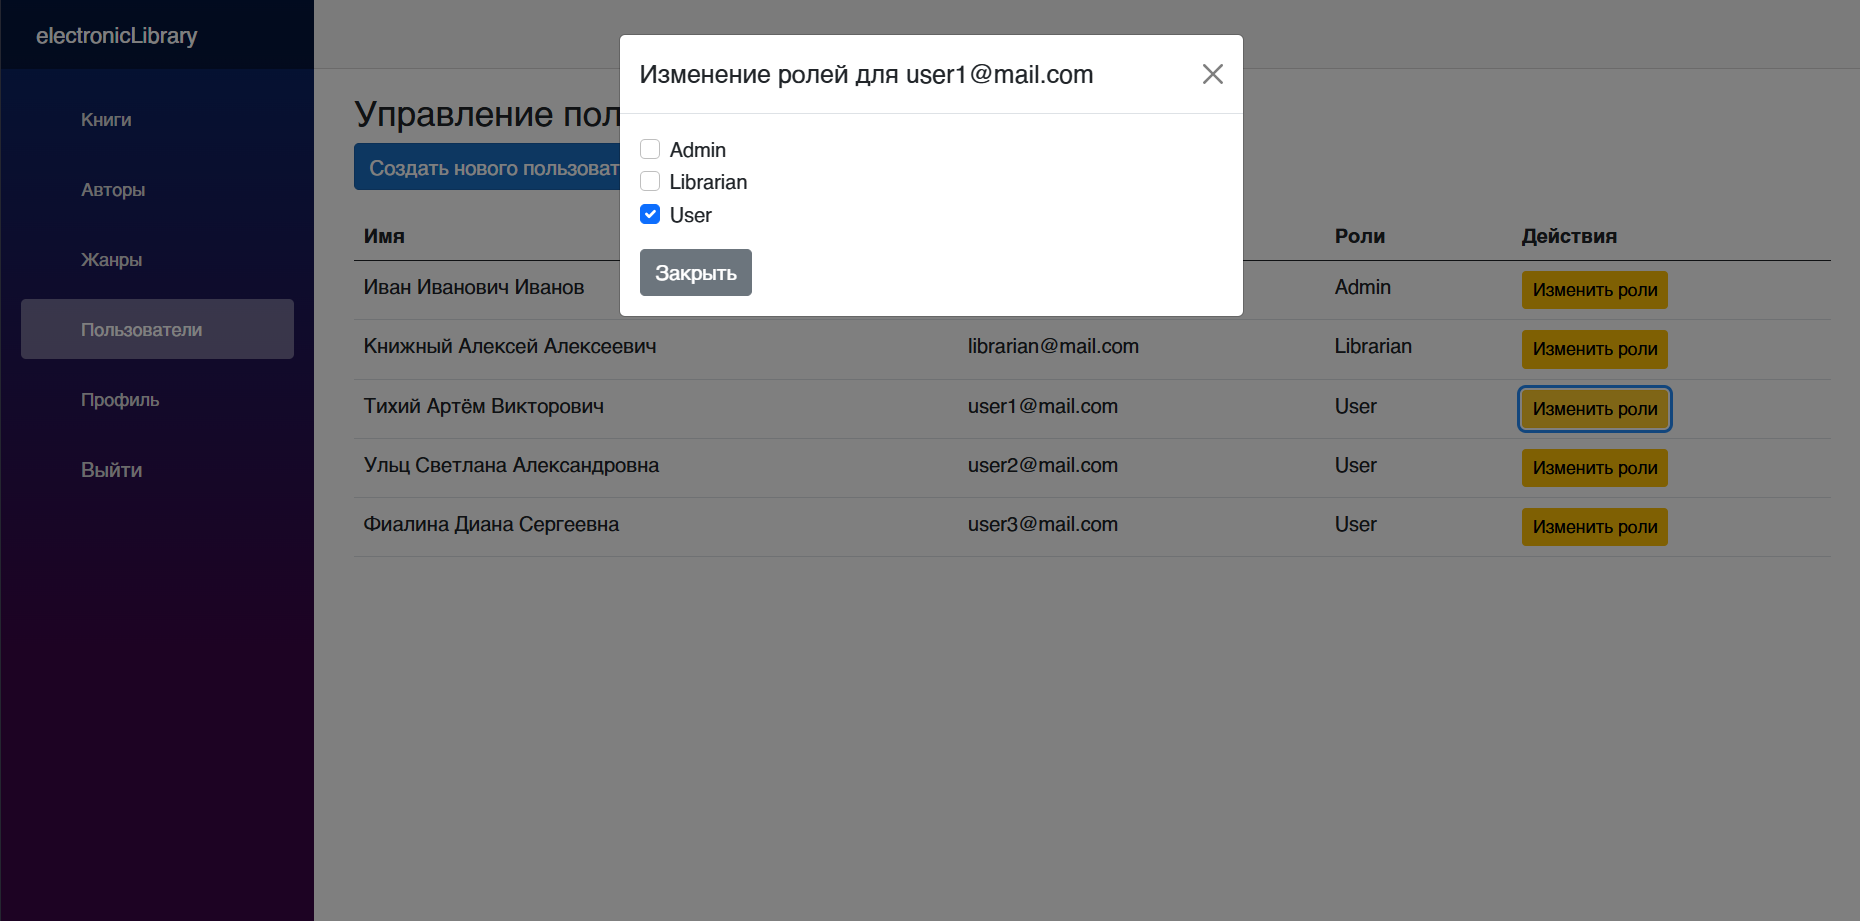 electronicLibrary
Книги
Авторы
Жанры
Пользователи
Профиль
Выйти
Изменение ролей для user1@mail.com
Admin
Librarian
User
Закрыть
Управление
Создать нового
Имя Роли Действия
Иван Иванович Иванов Admin Изменить роли
Книжный Алексей Алексеевич librarian@mail.com Librarian Изменить роли
Тихий Артём Викторович user1@mail.com User Изменить роли
Ульц Светлана Александровна user2@mail.com User Изменить роли
Фиалина Диана Сергеевна user3@mail.com User Изменить роли